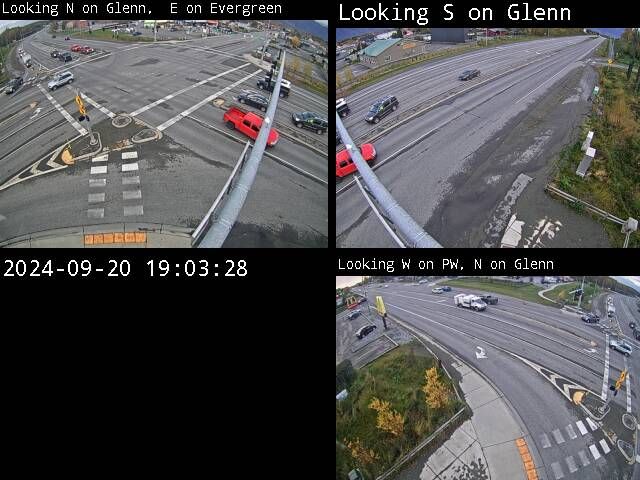 Looking N on Glenn,  E on Evergreen
Looking S on Glenn
2024-09-20 19:03:28
Looking W on PW, N on Glenn